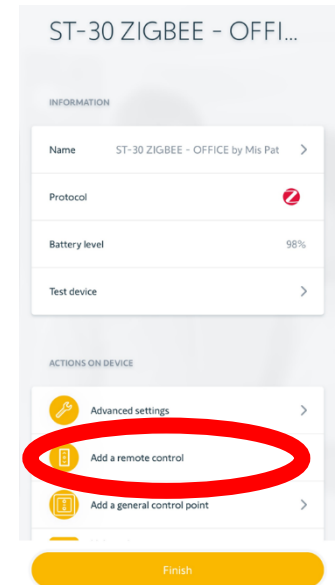 ST-30 ZIGBEE - OFFI...
INFORMATION
Name ST-30 ZIGBEE - OFFICE by Mis Pat
Protocol
Battery level 98%
Test device
ACTIONS ON DEVICE
Advanced settings
Add a remote control
Add a general control point
Finish